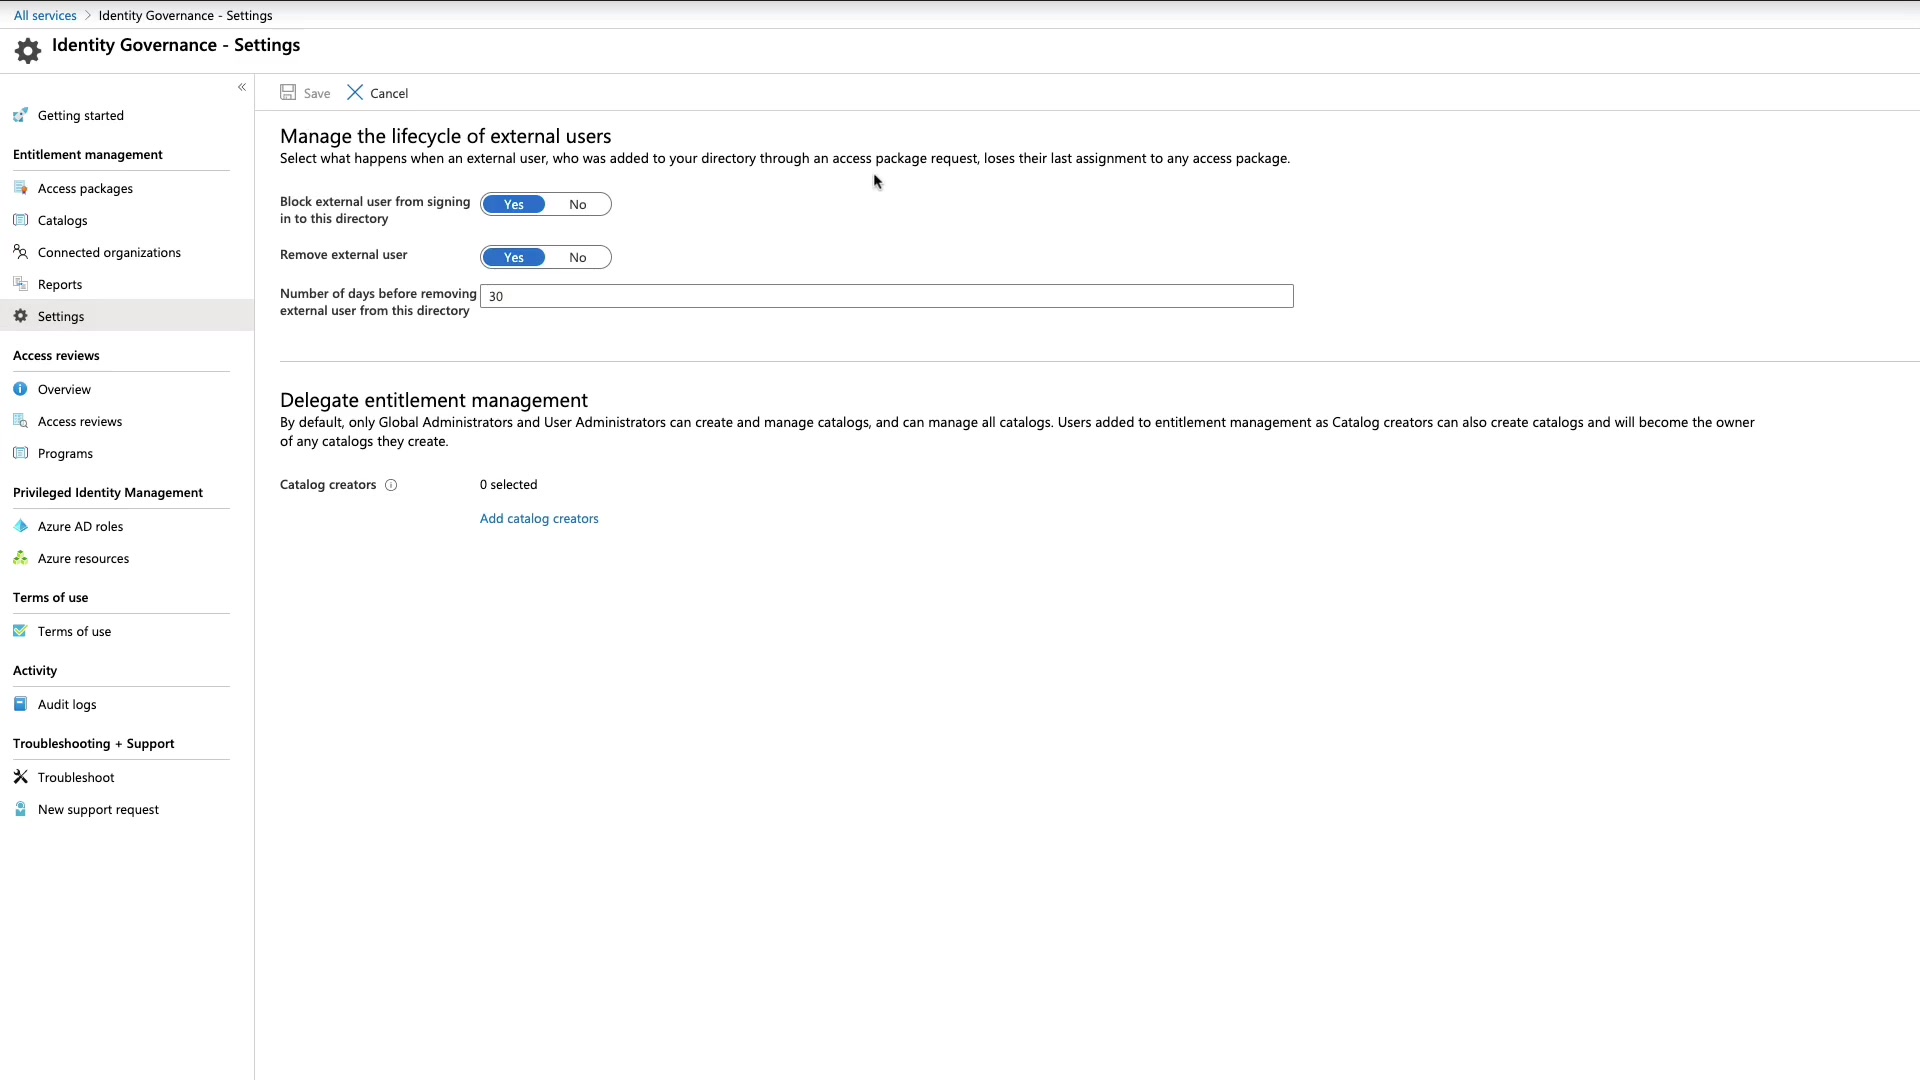 All services > Identity Governance - Settings
Identity Governance - Settings
«
Save Cancel
Getting started
Entitlement management
Access packages
Catalogs
Connected organizations
Reports
Settings
Access reviews
Overview
Access reviews
Programs
Privileged Identity Management
Azure AD roles
Azure resources
Terms of use
Terms of use
Activity
Audit logs
Troubleshooting + Support
Troubleshoot
New support request
Manage the lifecycle of external users
Select what happens when an external user, who was added to your directory through an access package request, loses their last assignment to any access package.
Block external user from signing
in to this directory
Yes No
Remove external user
Yes No
Number of days before removing
external user from this directory
30
Delegate entitlement management
By default, only Global Administrators and User Administrators can create and manage catalogs, and can manage all catalogs. Users added to entitlement management as Catalog creators can also create catalogs and will become the owner
of any catalogs they create.
Catalog creators
0 selected
Add catalog creators